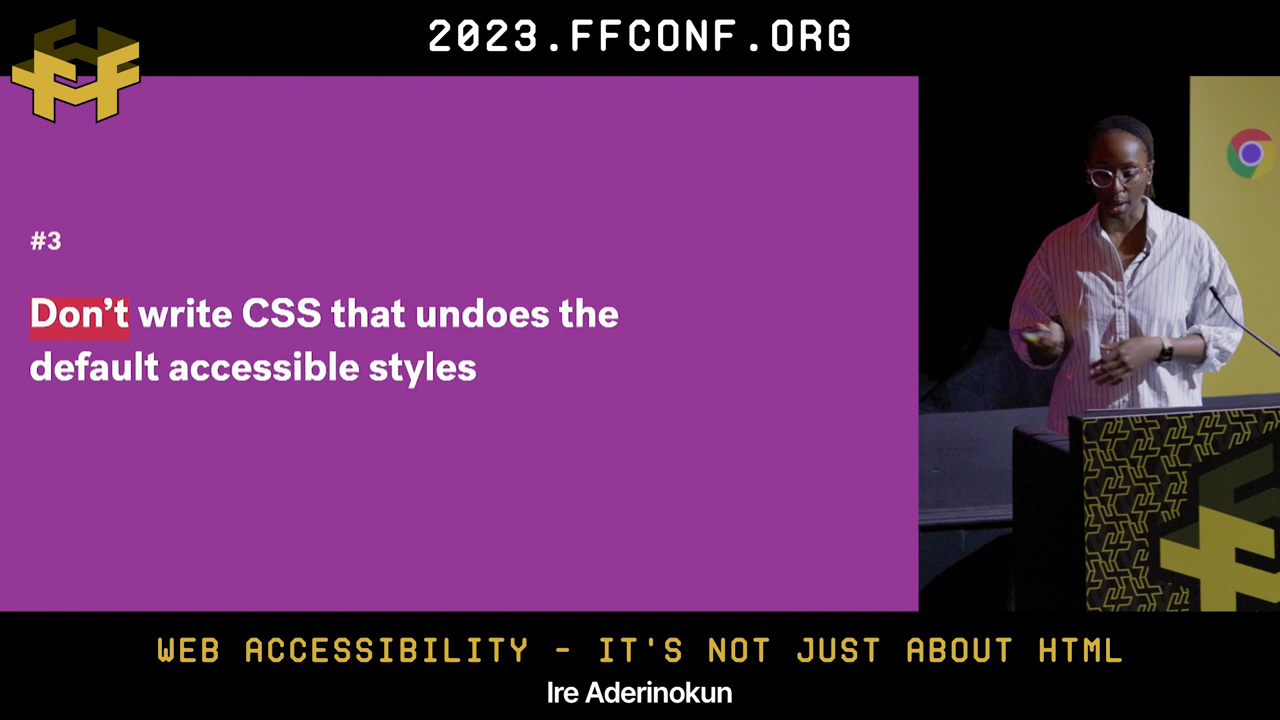 2023.FFCONF.ORG
#3
Don't write CSS that undoes the
default accessible styles
WEB ACCESSIBILITY - IT'S NOT JUST ABOUT HTML
Ire Aderinokun